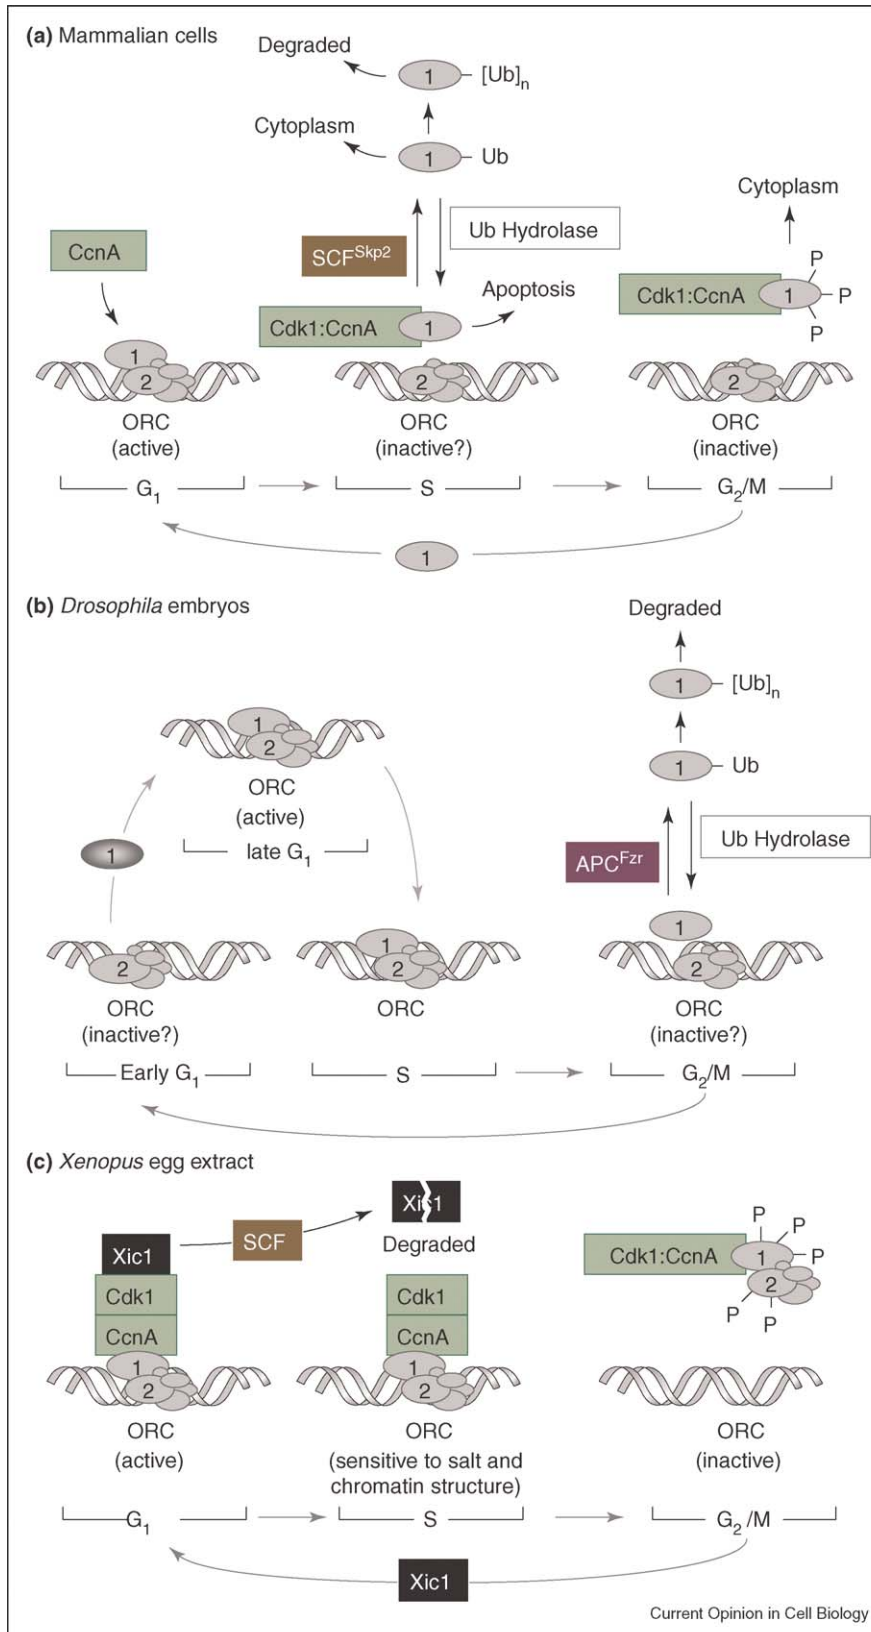 (a) Mammalian cells
Degraded
1
[Ub]n
Cytoplasm
1
Ub
Cytoplasm
CcnA
SCFSkp2
Ub Hydrolase
P
Cdk1:CcnA
1
P
P
Apoptosis
Cdk1:CcnA
1
1
2
2
2
ORC
(active)
ORC
(inactive?)
ORC
(inactive)
G1
S
G2/M
1
(b) Drosophila embryos
Degraded
1
[Ub]n
1
Ub
1
2
ORC
(active)
late G1
1
APCFzr
Ub Hydrolase
2
1
2
1
2
ORC
(inactive?)
ORC
ORC
(inactive?)
Early G1
S
G2/M
(c) Xenopus egg extract
Xic1
SCF
Xic1
Degraded
Cdk1
CcnA
1
2
Cdk1
CcnA
1
2
Cdk1:CcnA
P
P
1
P
2
P
P
ORC
(active)
ORC
(sensitive to salt and
chromatin structure)
ORC
(inactive)
G1
S
G2 /M
Xic1
Current Opinion in Cell Biology